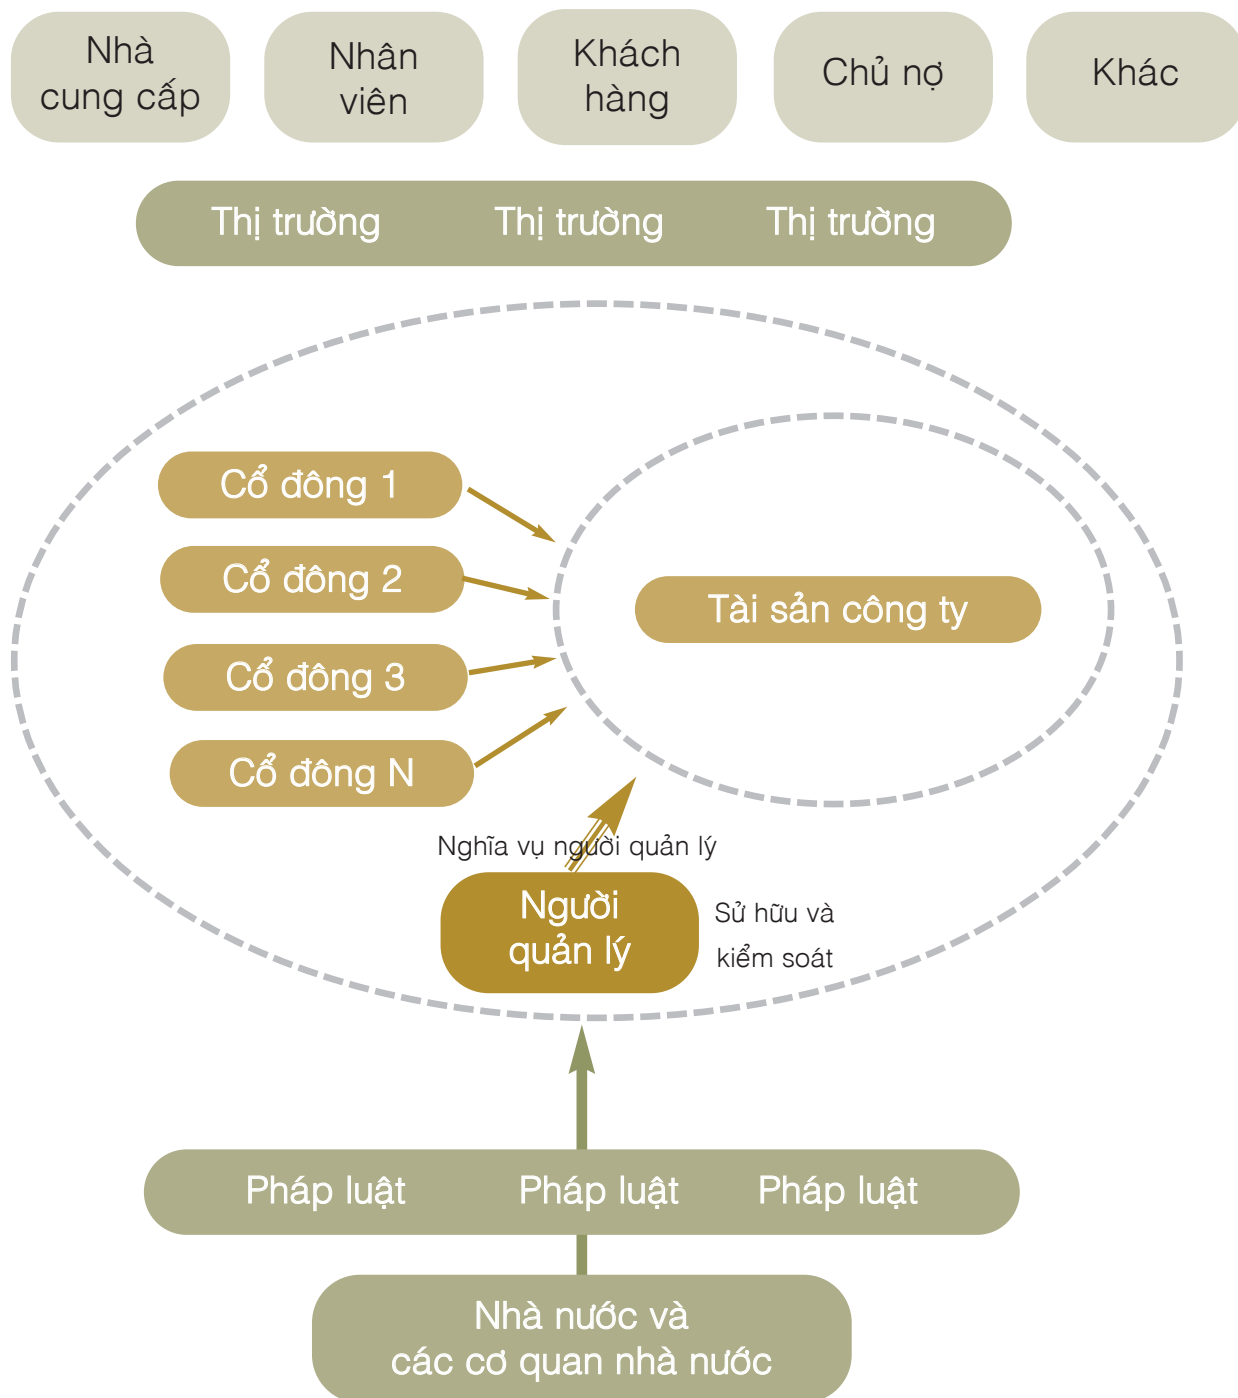 Nhà
cung cấp
Nhân
viên
Khách
hàng
Chủ nợ
Khác
Thị trường Thị trường Thị trường
Cổ đông 1
Cổ đông 2
Cổ đông 3
Cổ đông N
Tài sản công ty
Nghĩa vụ người quản lý
Người
quản lý
Sử hữu và
kiểm soát
Pháp luật Pháp luật Pháp luật
Nhà nước và
các cơ quan nhà nước